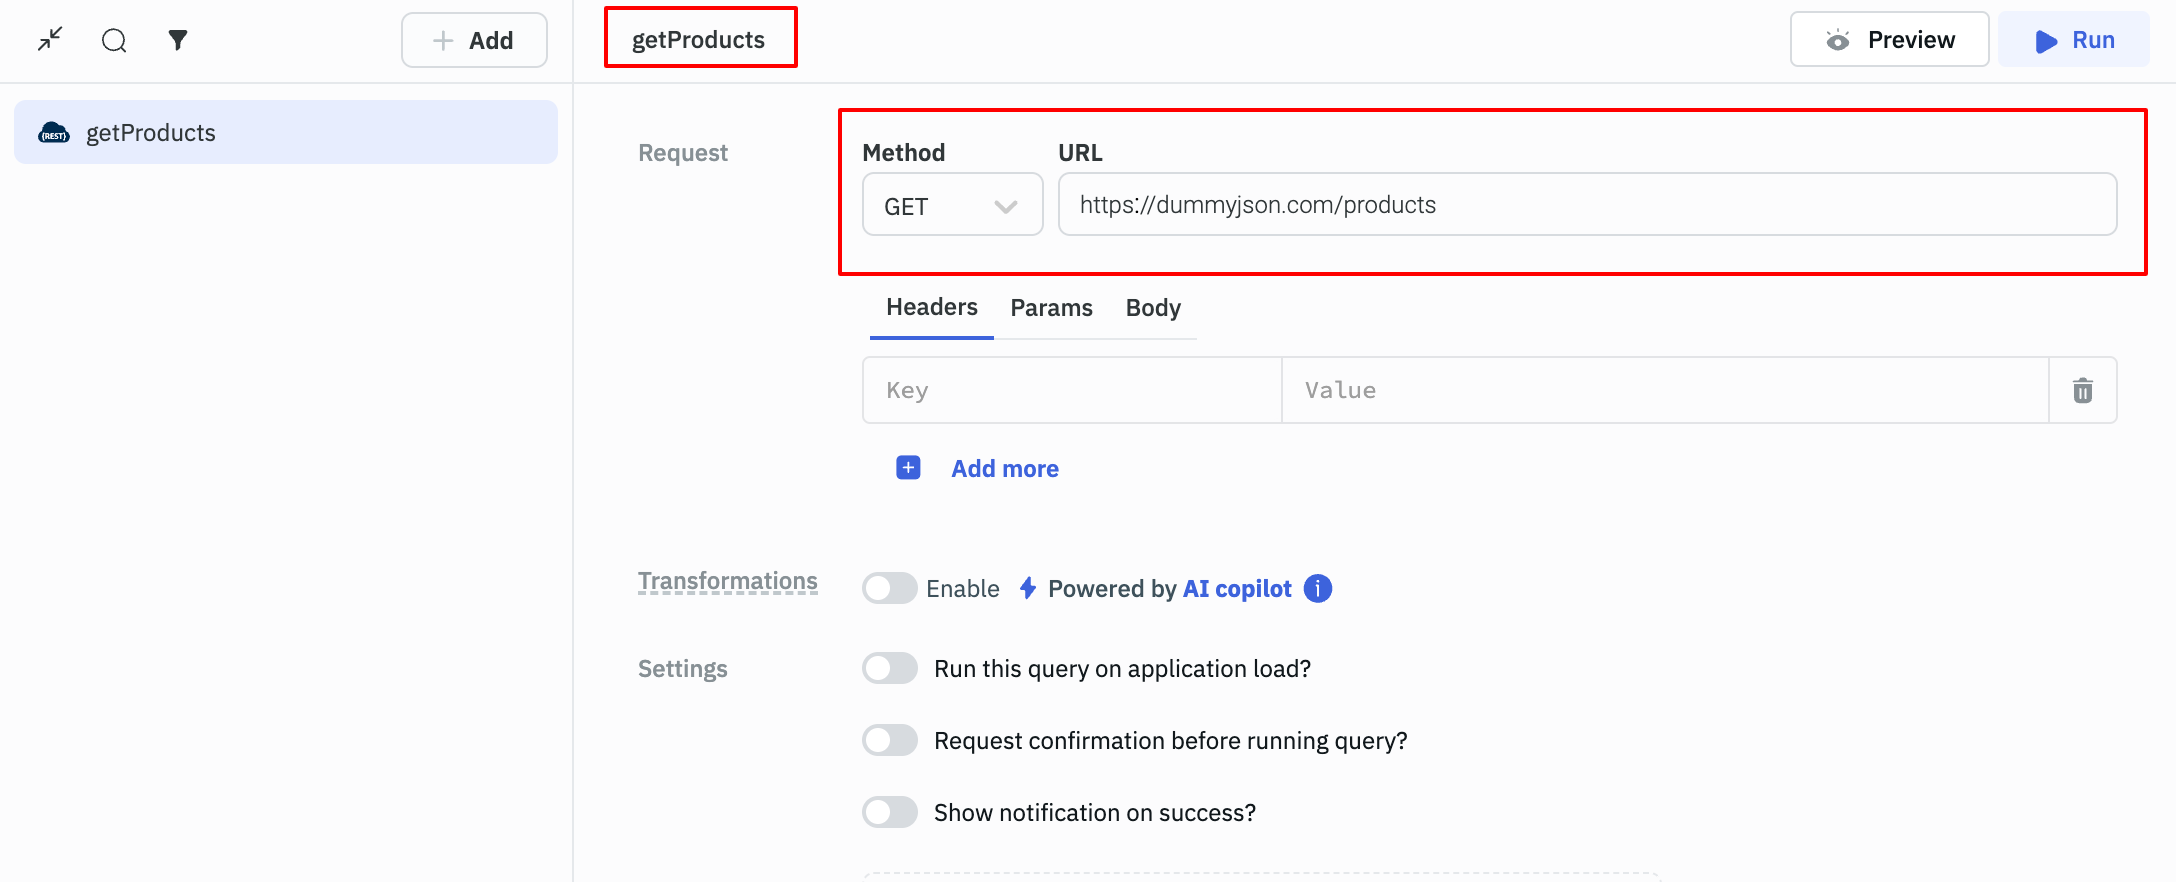 Add
getProducts
Preview
Run
{REST}
getProducts
Request
Method
URL
GET
https://dummyjson.com/products
Headers
Params
Body
Key
Value
Add more
Transformations
Enable
Powered by AI copilot
Settings
Run this query on application load?
Request confirmation before running query?
Show notification on success?